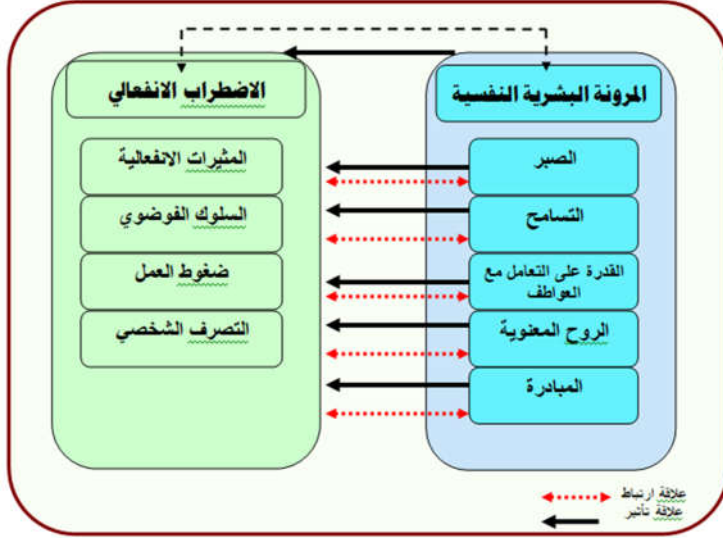 المرونة البشرية النفسية
الصبر
التسامح
القدرة على التعامل مع
العواطف
الروح المعنوية
المبادرة
الاضطراب الانفعالي
المثيرات الانفعالية
السلوك الفوضوي
ضغوط العمل
التصرف الشخصي
علاقة ارتباط
علاقة تأثير